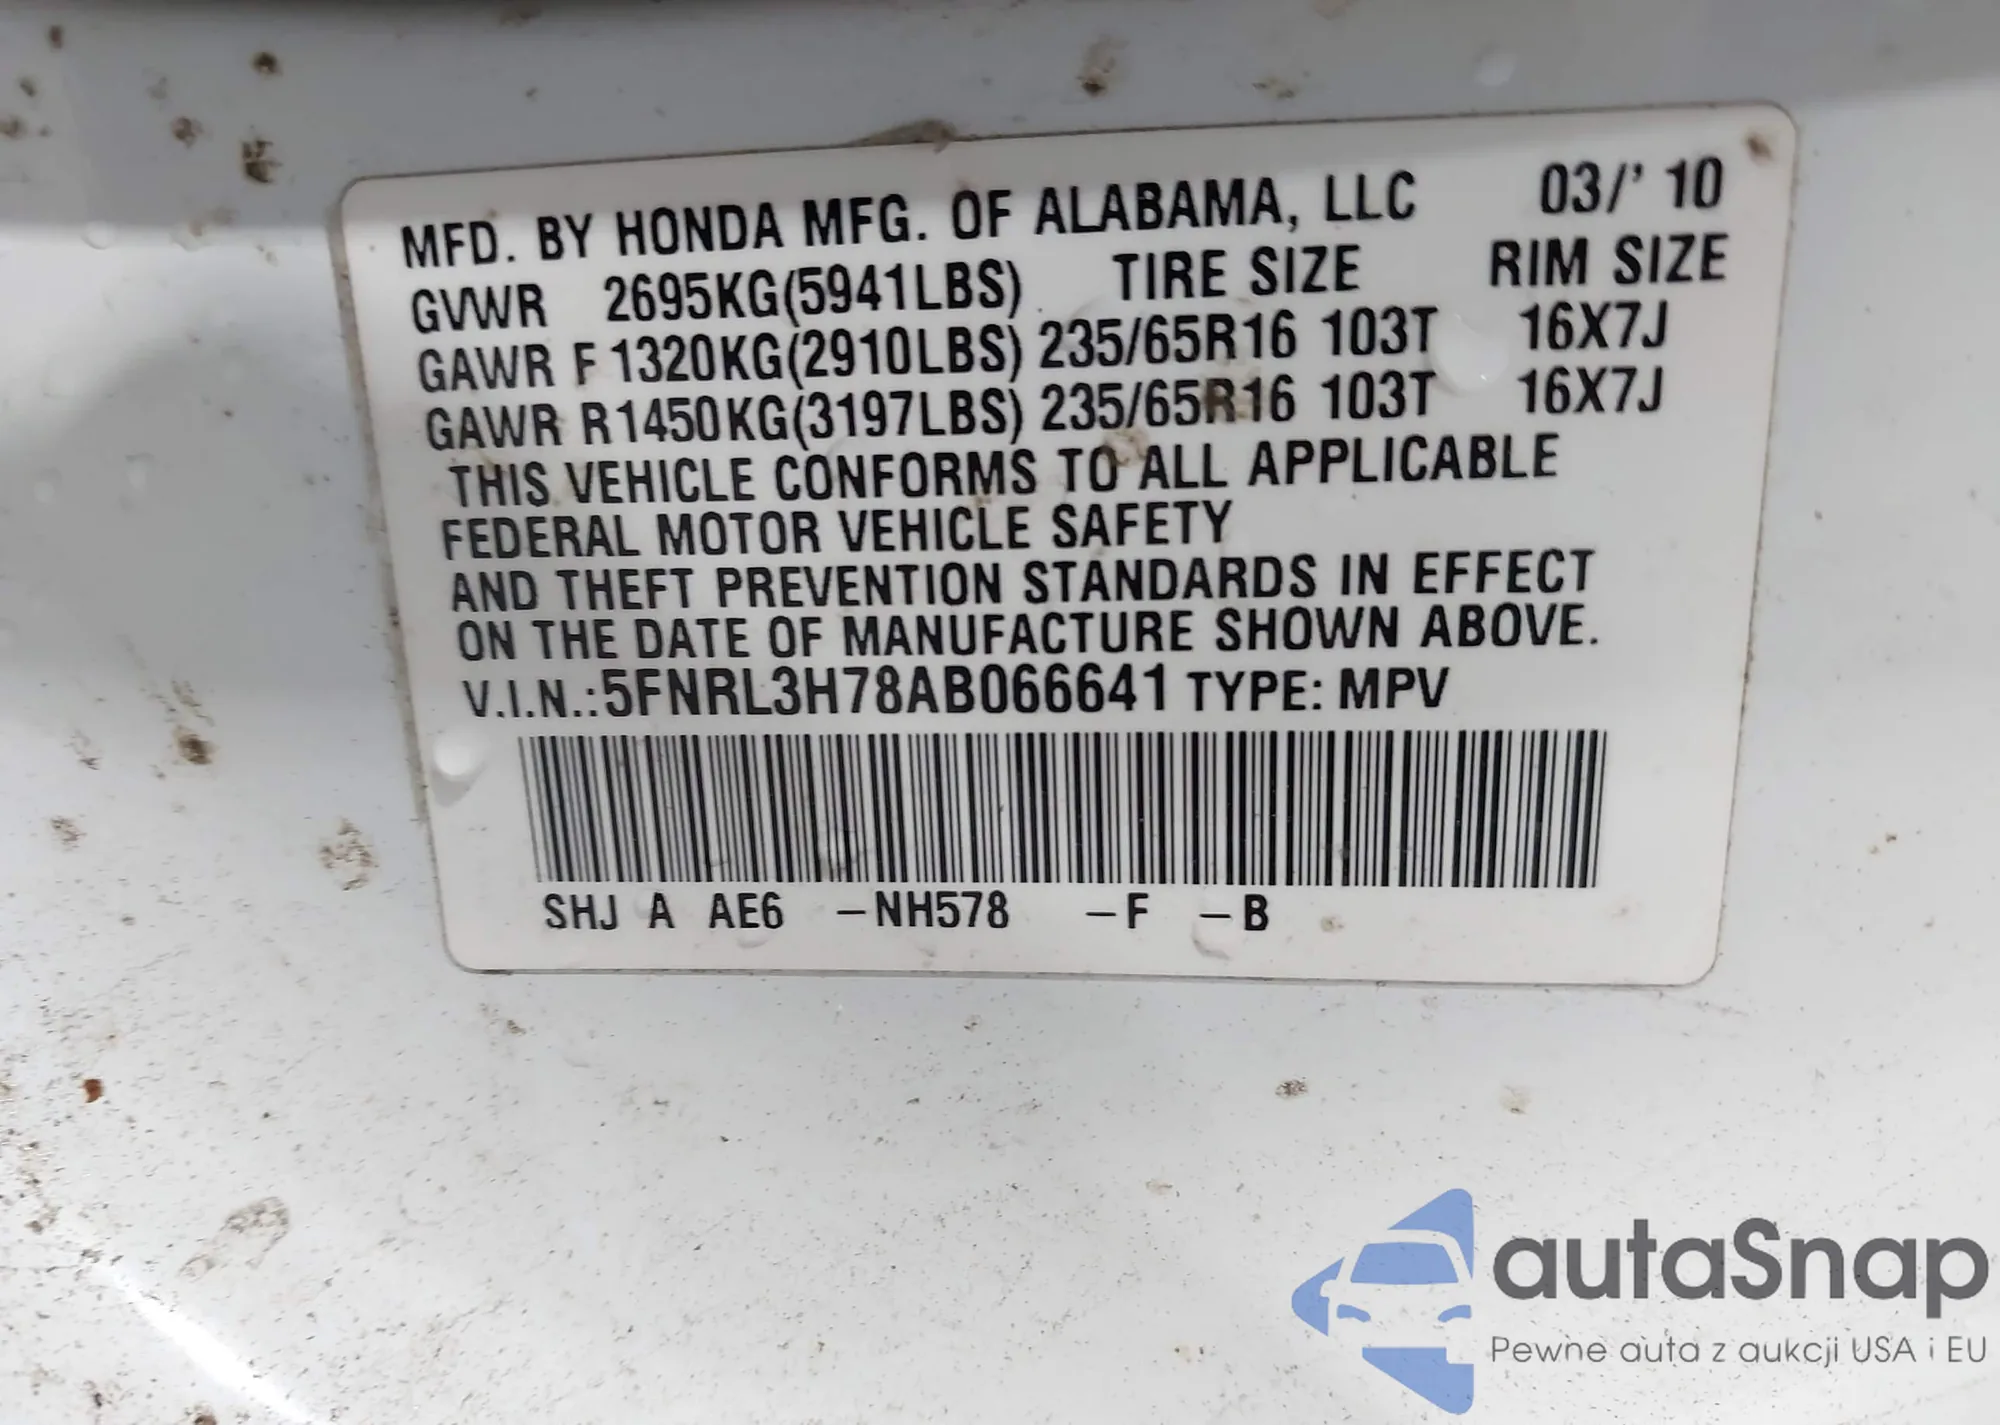 MFD. BY HONDA MFG. OF ALABAMA, LLC 03/'10
GVWR 2695KG(5941LBS) TIRE SIZE RIM SIZE
GAWR F 1320KG(2910LBS) 235/65R16 103T 16X7J
GAWR R1450KG(3197LBS) 235/65R16 103T 16X7J
THIS VEHICLE CONFORMS TO ALL APPLICABLE
FEDERAL MOTOR VEHICLE SAFETY
AND THEFT PREVENTION STANDARDS IN EFFECT
ON THE DATE OF MANUFACTURE SHOWN ABOVE.
V.I.N.:5FNRL3H78AB066641 TYPE: MPV
SHJ A AE6 -NH578 -F -B
autaSnap
Pewne auta z aukcji USA i EU